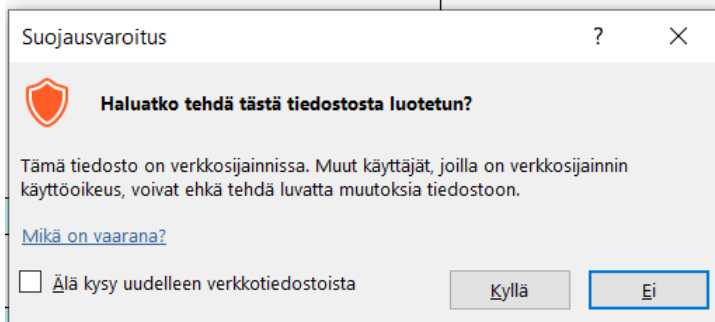 Suojausvaroitus
Haluatko tehdä tästä tiedostosta luotetun?
Tämä tiedosto on verkkosijainnissa. Muut käyttäjät, joilla on verkkosijainnin
käyttöoikeus, voivat ehkä tehdä luvatta muutoksia tiedostoon.
Mikä on vaarana?
Älä kysy uudelleen verkkotiedostoista
Kyllä
Ei